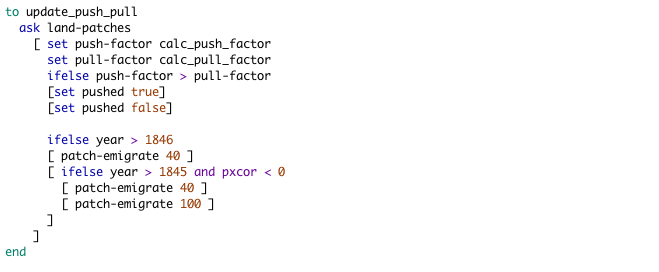 to update_push_pull
  ask land-patches
    [ set push-factor calc_push_factor
      set pull-factor calc_pull_factor
      ifelse push-factor > pull-factor
      [set pushed true]
      [set pushed false]

      ifelse year > 1846
      [ patch-emigrate 40 ]
      [ ifelse year > 1845 and pxcor < 0
        [ patch-emigrate 40 ]
        [ patch-emigrate 100 ]
      ]
    ]
end